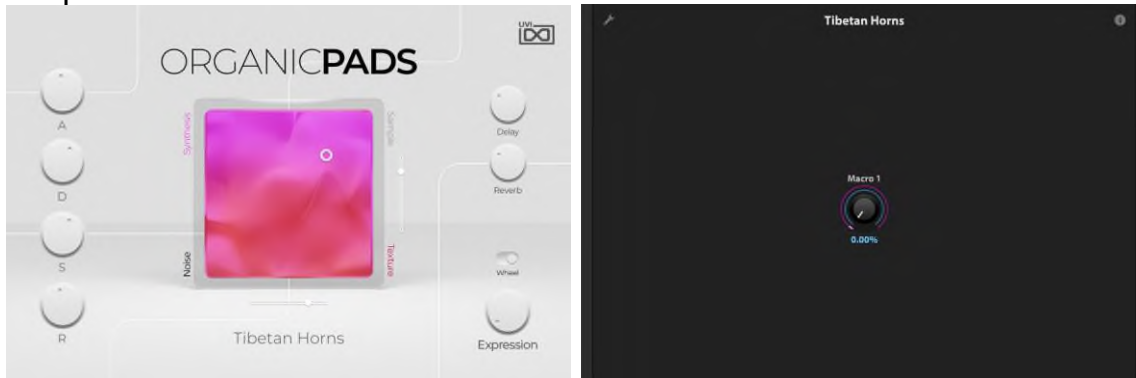 UVI
ORGANICPADS
A
D
S
R
Synthesis
Sample
Noise
Texture
Delay
Reverb
Wheel
Expression
Tibetan Horns
Tibetan Horns
Macro 1
0.00%